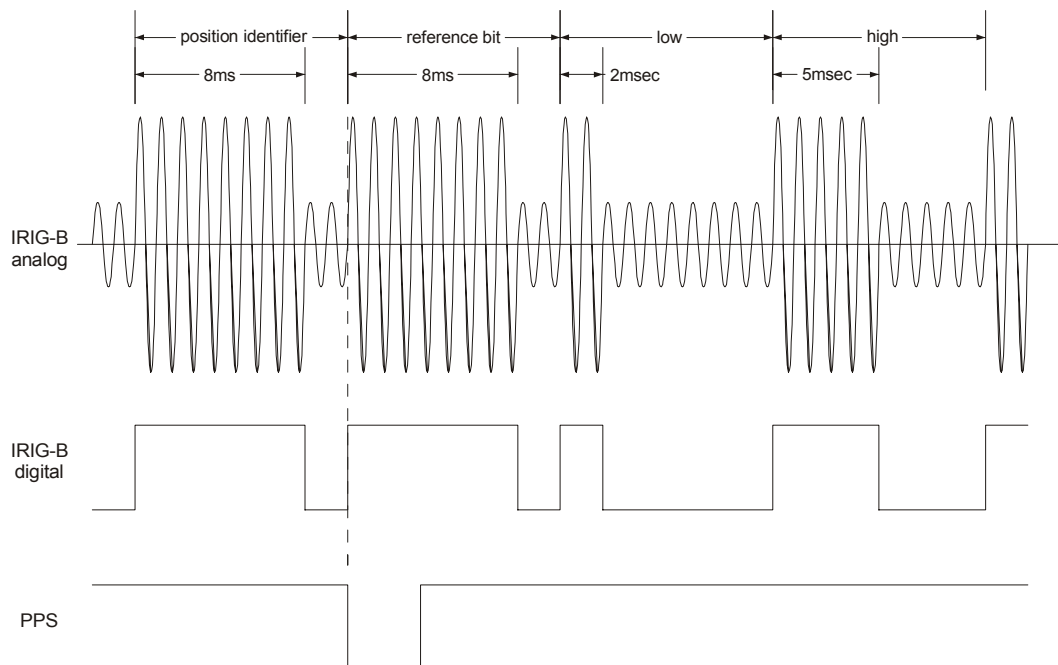 position identifier
reference bit
low
high
8ms
8ms
2msec
5msec
IRIG-B
analog
IRIG-B
digital
PPS